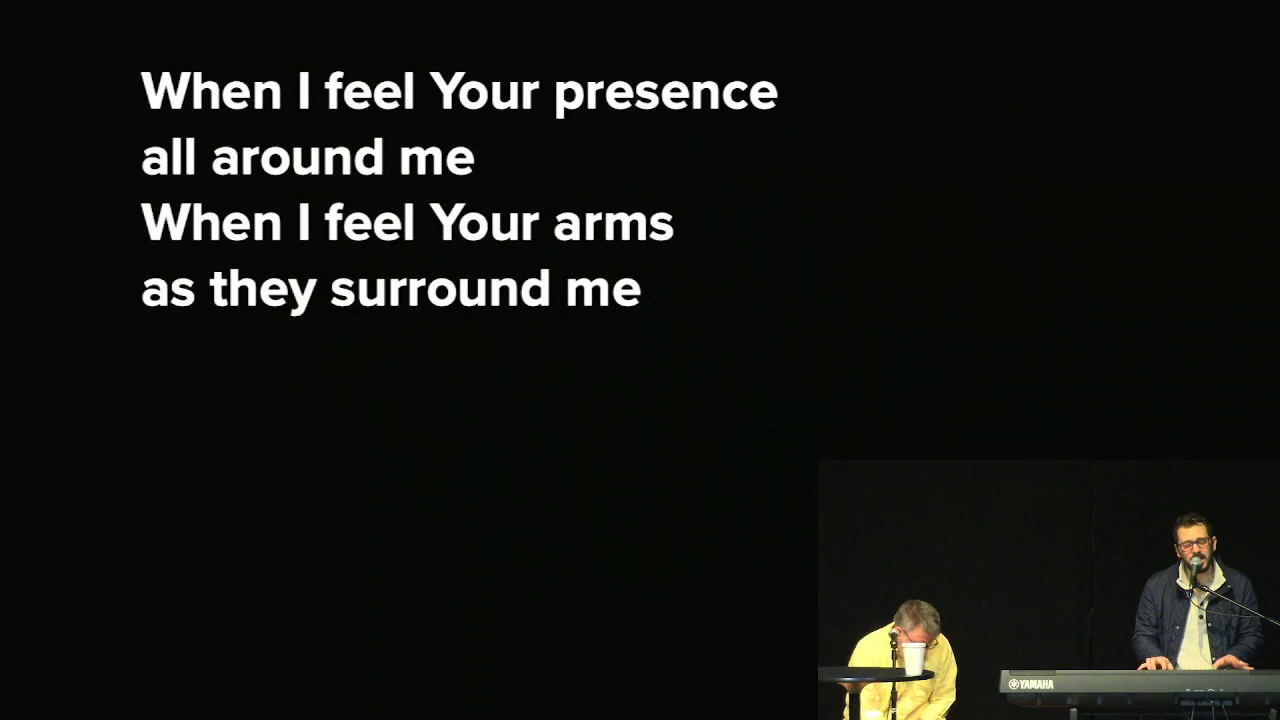 When I feel Your presence
all around me
When I feel Your arms
as they surround me
YAMAHA